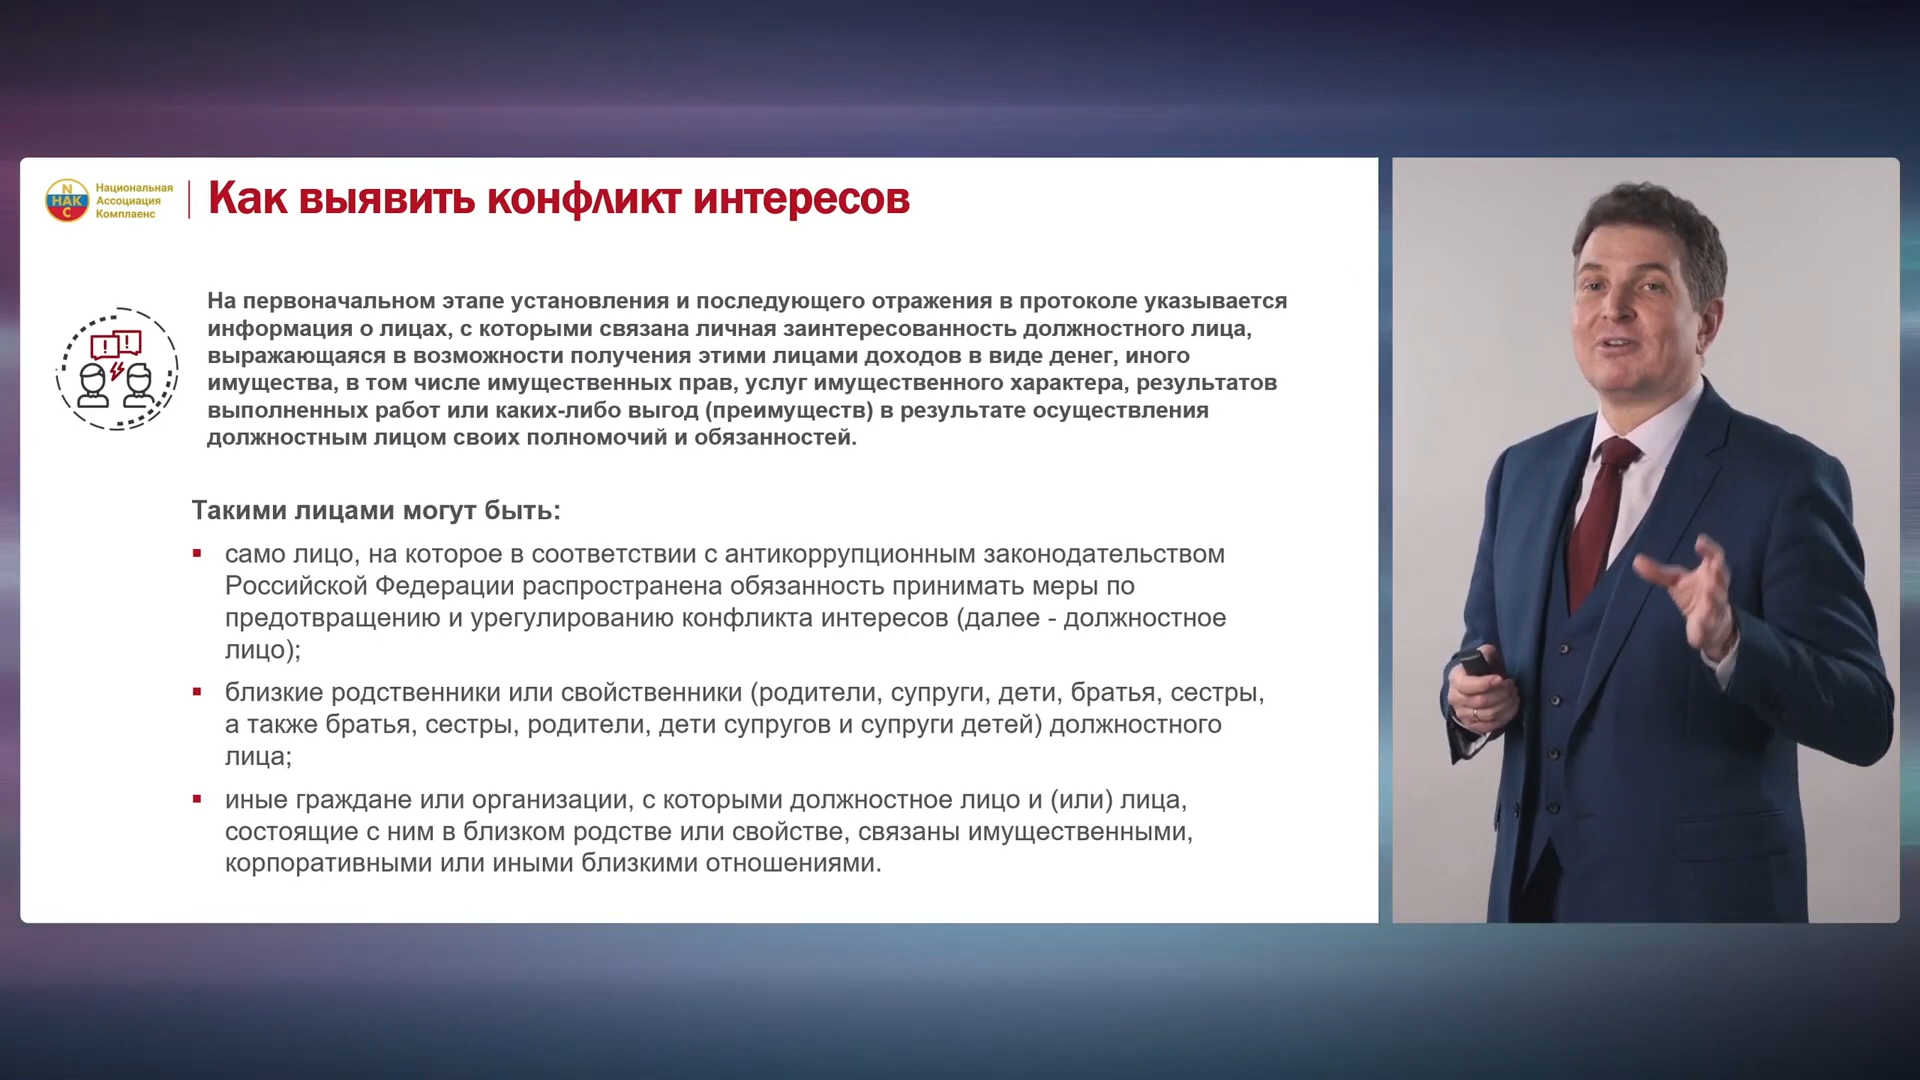 N
НАК
C
Национальная
Ассоциация
Комплаенс
Как выявить конфликт интересов
На первоначальном этапе установления и последующего отражения в протоколе указывается
информация о лицах, с которыми связана личная заинтересованность должностного лица,
выражающаяся в возможности получения этими лицами доходов в виде денег, иного
имущества, в том числе имущественных прав, услуг имущественного характера, результатов
выполненных работ или каких-либо выгод (преимуществ) в результате осуществления
должностным лицом своих полномочий и обязанностей.
Такими лицами могут быть:
само лицо, на которое в соответствии с антикоррупционным законодательством
Российской Федерации распространена обязанность принимать меры по
предотвращению и урегулированию конфликта интересов (далее - должностное
лицо);
близкие родственники или свойственники (родители, супруги, дети, братья, сестры,
а также братья, сестры, родители, дети супругов и супруги детей) должностного
лица;
иные граждане или организации, с которыми должностное лицо и (или) лица,
состоящие с ним в близком родстве или свойстве, связаны имущественными,
корпоративными или иными близкими отношениями.